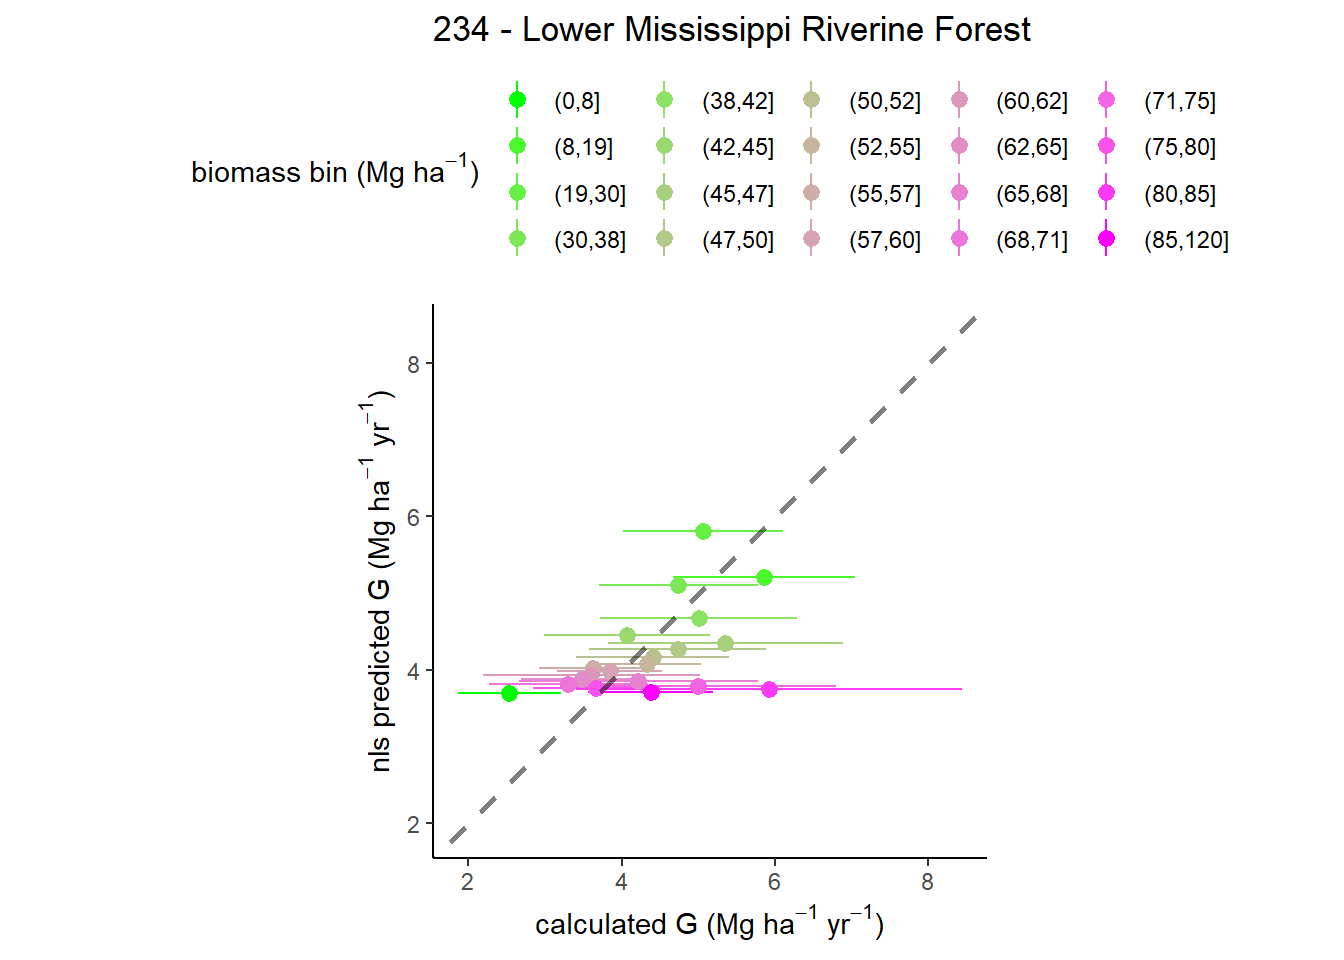 234 - Lower Mississippi Riverine Forest
biomass bin (Mg ha⁻¹)
(0,8] (38,42] (50,52] (60,62] (71,75]
(8,19] (42,45] (52,55] (62,65] (75,80]
(19,30] (45,47] (55,57] (65,68] (80,85]
(30,38] (47,50] (57,60] (68,71] (85,120]
nls predicted G (Mg ha⁻¹ yr⁻¹)
8
6
4
2
2 4 6 8
calculated G (Mg ha⁻¹ yr⁻¹)